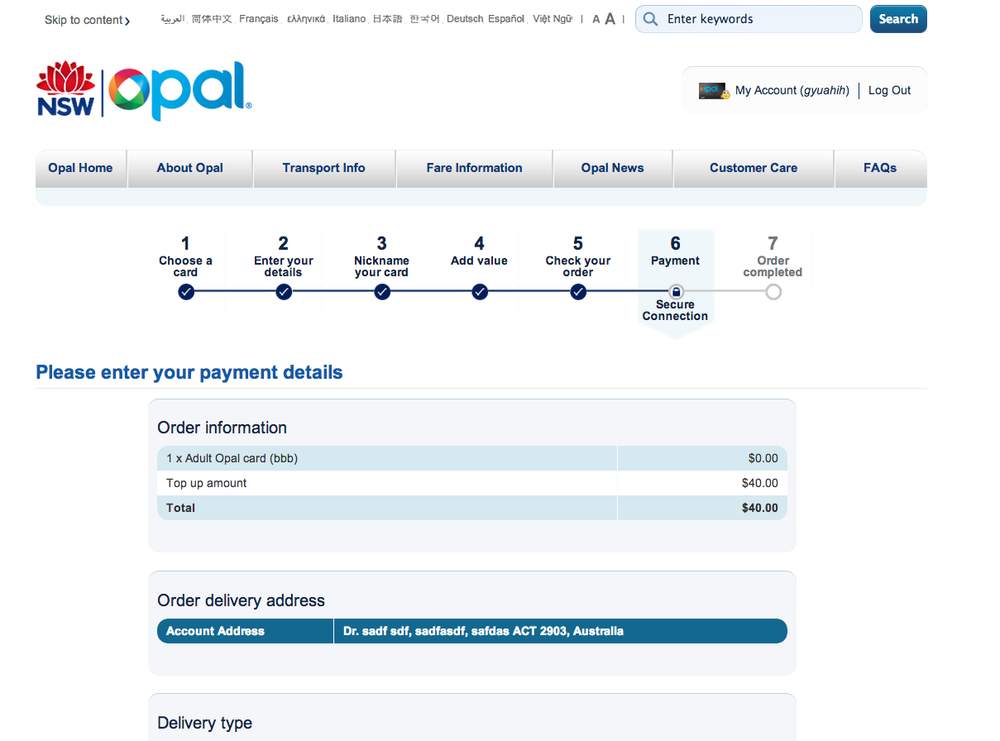 Skip to content
العربية 简体中文 Français ελληνικά Italiano 日本語 한국어 Deutsch Español Việt Ngữ | A A |
Enter keywords
Search
NSW opal®
opal
My Account (gyuahih) | Log Out
Opal Home About Opal Transport Info Fare Information Opal News Customer Care FAQs
1 2 3 4 5 6 7
Choose a card
Enter your details
Nickname your card
Add value
Check your order
Payment
Order completed
Secure Connection
Please enter your payment details
Order information
1 x Adult Opal card (bbb) $0.00
Top up amount $40.00
Total $40.00
Order delivery address
Account Address Dr. sadf sdf, sadfasdf, safdas ACT 2903, Australia
Delivery type